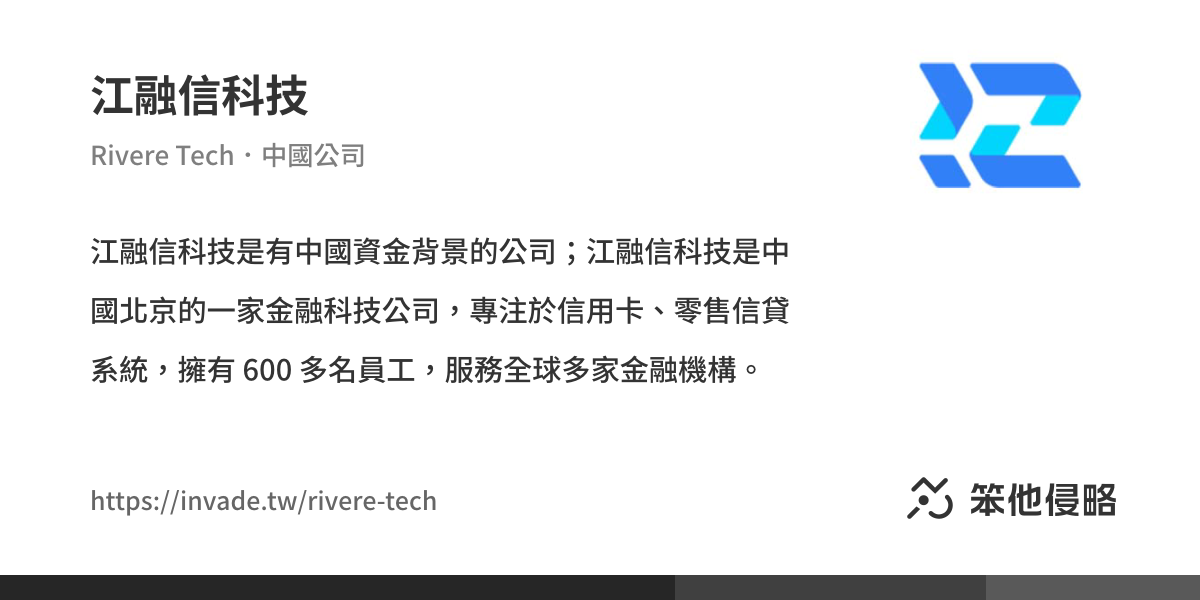 江融信科技
Rivere Tech・中國公司
江融信科技是有中國資金背景的公司；江融信科技是中
國北京的一家金融科技公司，專注於信用卡、零售信貸
系統，擁有 600 多名員工，服務全球多家金融機構。
https://invade.tw/rivere-tech
笨他侵略